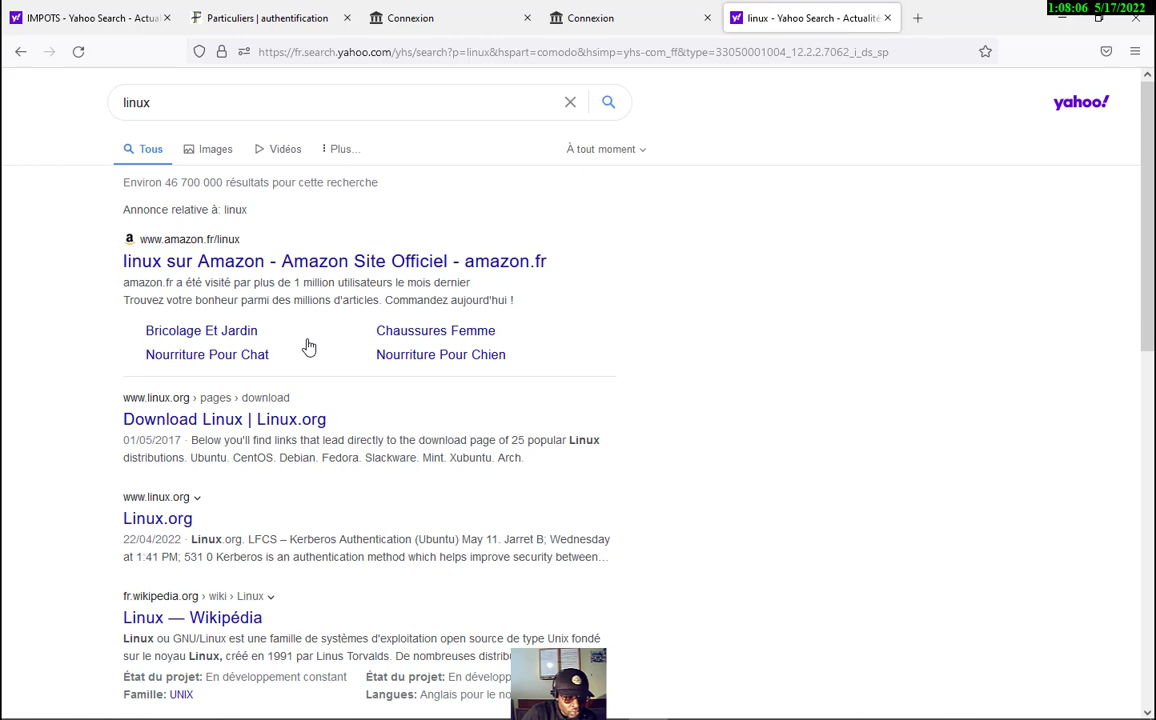 IMPOTS - Yahoo Search - Actual
Particuliers | authentification
Connexion
Connexion
linux - Yahoo Search - Actualité
1:08:06 5/17/2022
https://fr.search.yahoo.com/yhs/search?p=linux&hspart=comodo&hsimp=yhs-com_ff&type=33050001004_12.2.2.7062_i_ds_sp
linux
yahoo!
Tous
Images
Vidéos
Plus...
À tout moment
Environ 46 700 000 résultats pour cette recherche
Annonce relative à: linux
www.amazon.fr/linux
linux sur Amazon - Amazon Site Officiel - amazon.fr
amazon.fr a été visité par plus de 1 million utilisateurs le mois dernier
Trouvez votre bonheur parmi des millions d'articles. Commandez aujourd'hui !
Bricolage Et Jardin
Chaussures Femme
Nourriture Pour Chat
Nourriture Pour Chien
www.linux.org › pages › download
Download Linux | Linux.org
01/05/2017 · Below you'll find links that lead directly to the download page of 25 popular Linux
distributions. Ubuntu. CentOS. Debian. Fedora. Slackware. Mint. Xubuntu. Arch.
www.linux.org
Linux.org
22/04/2022 · Linux.org. LFCS – Kerberos Authentication (Ubuntu) May 11. Jarret B; Wednesday
at 1:41 PM; 531 0 Kerberos is an authentication method which helps improve security between...
fr.wikipedia.org › wiki › Linux
Linux — Wikipédia
Linux ou GNU/Linux est une famille de systèmes d'exploitation open source de type Unix fondé
sur le noyau Linux, créé en 1991 par Linus Torvalds. De nombreuses distrib
État du projet: En développement constant
État du projet: En dévelop
Famille: UNIX
Langues: Anglais pour le no